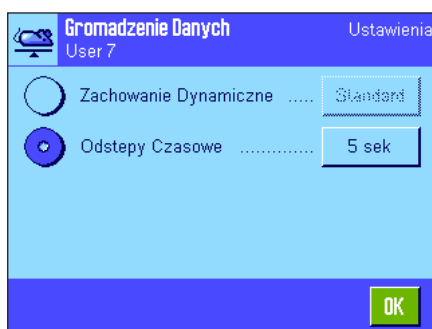 Gromadzenie Danych Ustawienia
User 7
Zachowanie Dynamiczne ..... Standard
Odstepy Czasowe ............. 5 sek
OK